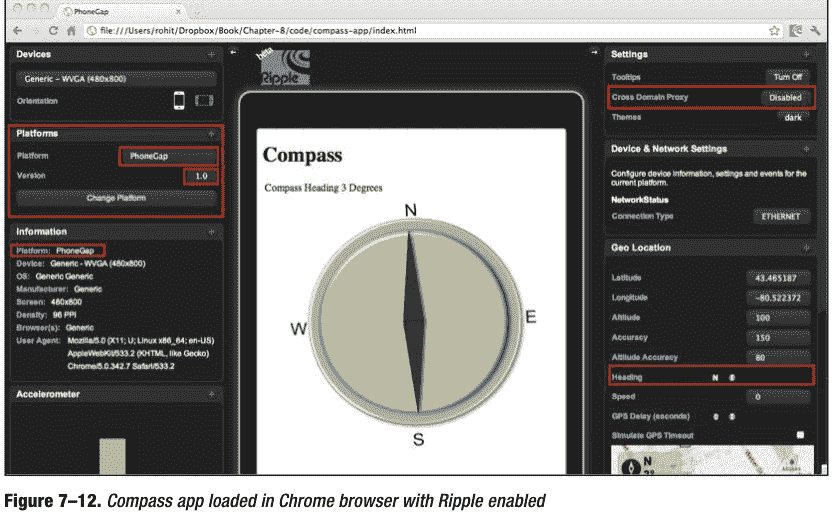 PhoneGap
file:///Users/rohit/Dropbox/Book/Chapter-8/code/compass-app/index.html
Devices
Generic - WVGA (480x800)
Orientation
Platforms
Platform PhoneGap
Version 1.0
Change Platform
Information
Platform: PhoneGap
Device: Generic - WVGA (480x800)
OS: Generic Generic
Manufacturer: Generic
Screen: 480x800
Density: 96 PPI
Browser(s): Generic
User Agent: Mozilla/5.0 (X11; U; Linux x86_64; en-US)
AppleWebKit/533.2 (KHTML, like Gecko)
Chrome/5.0.342.7 Safari/533.2
Accelerometer
beta
Ripple
Compass
Compass Heading 3 Degrees
N
W
E
S
Settings
Tooltips Turn Off
Cross Domain Proxy Disabled
Themes dark
Device & Network Settings
Configure device information, settings and events for the
current platform.
NetworkStatus
Connection Type ETHERNET
Geo Location
Latitude 43.465187
Longitude -80.522372
Altitude 100
Accuracy 150
Altitude Accuracy 80
Heading N
Speed 0
GPS Delay (seconds)
Simulate GPS Timeout
N
Figure 7–12. Compass app loaded in Chrome browser with Ripple enabled